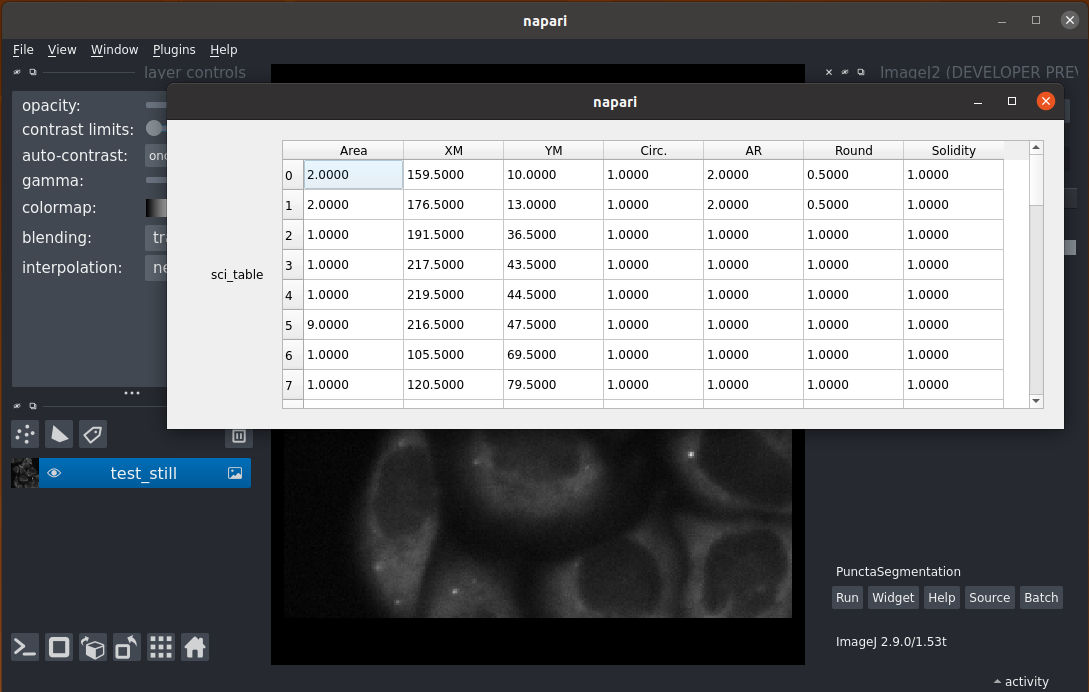 napari
File View Window Plugins Help
layer controls
ImageJ2 (DEVELOPER PREV
napari
opacity:
contrast limits:
auto-contrast:
gamma:
colormap:
blending:
interpolation:
sci_table
Area XM YM Circ. AR Round Solidity
0 2.0000 159.5000 10.0000 1.0000 2.0000 0.5000 1.0000
1 2.0000 176.5000 13.0000 1.0000 2.0000 0.5000 1.0000
2 1.0000 191.5000 36.5000 1.0000 1.0000 1.0000 1.0000
3 1.0000 217.5000 43.5000 1.0000 1.0000 1.0000 1.0000
4 1.0000 219.5000 44.5000 1.0000 1.0000 1.0000 1.0000
5 9.0000 216.5000 47.5000 1.0000 1.0000 1.0000 1.0000
6 1.0000 105.5000 69.5000 1.0000 1.0000 1.0000 1.0000
7 1.0000 120.5000 79.5000 1.0000 1.0000 1.0000 1.0000
test_still
PunctaSegmentation
Run Widget Help Source Batch
ImageJ 2.9.0/1.53t
activity